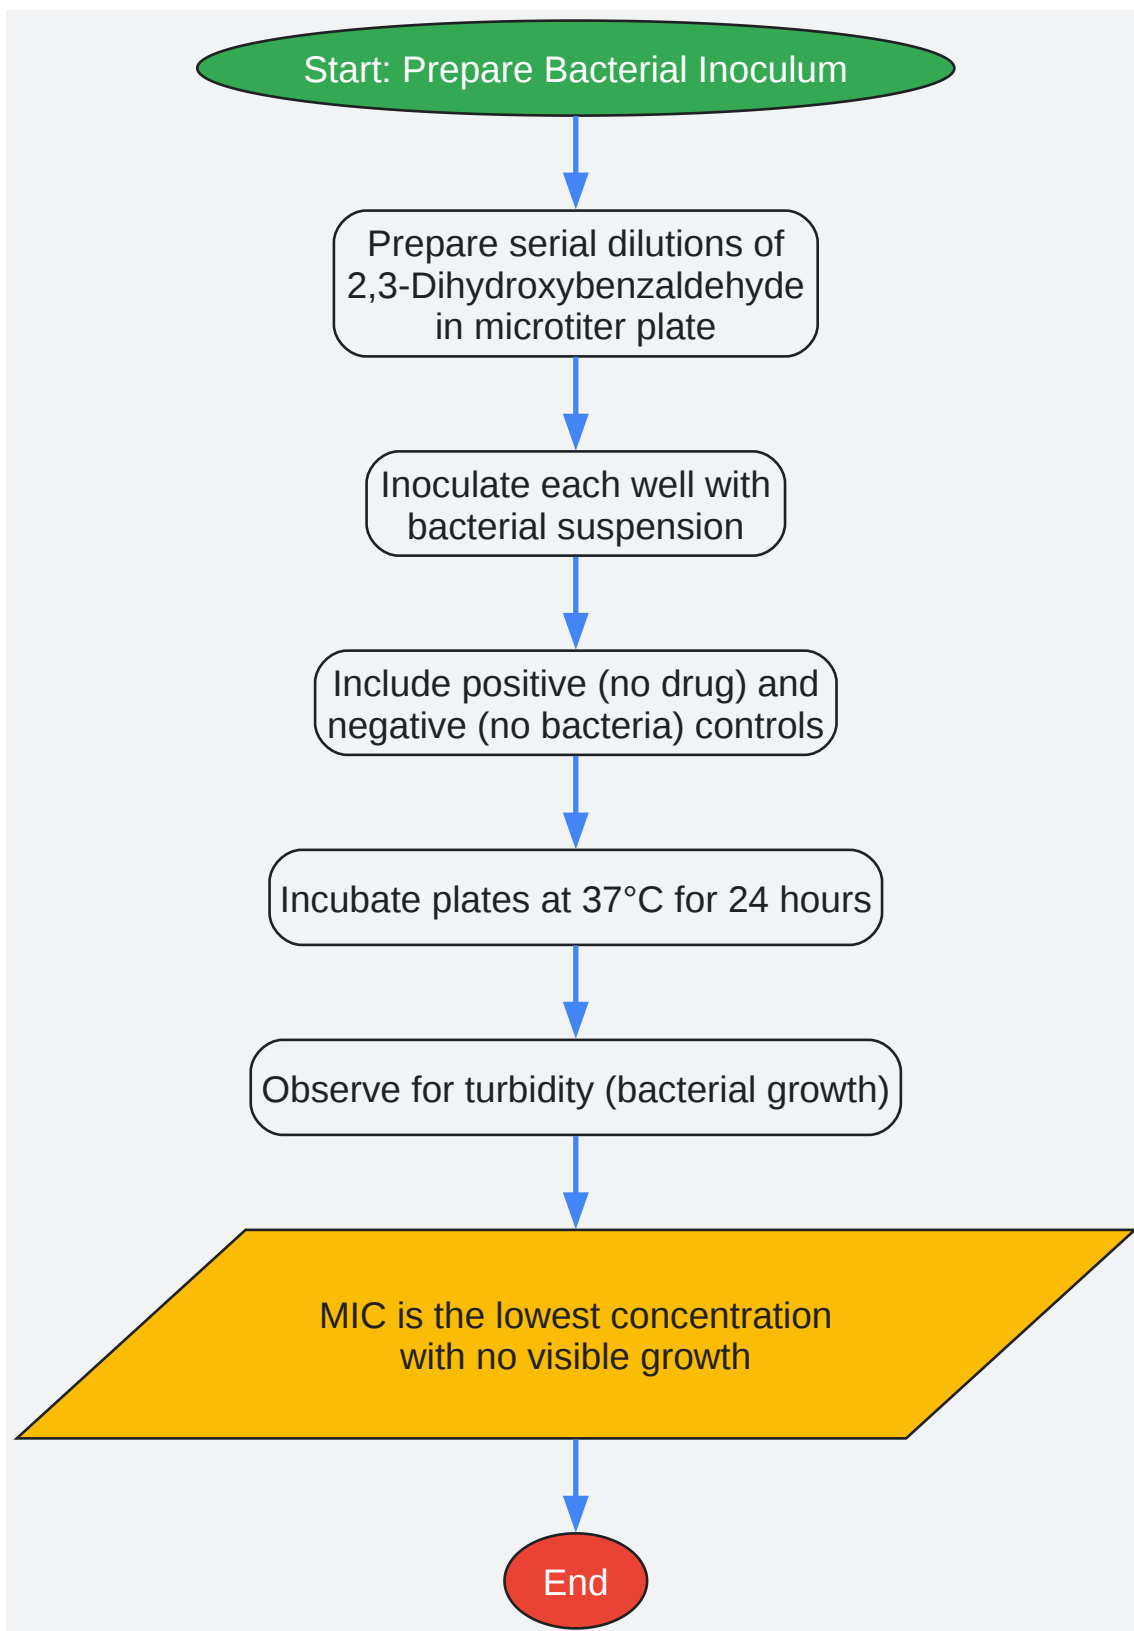 Start: Prepare Bacterial Inoculum
Prepare serial dilutions of
2,3-Dihydroxybenzaldehyde
in microtiter plate
Inoculate each well with
bacterial suspension
Include positive (no drug) and
negative (no bacteria) controls
Incubate plates at 37°C for 24 hours
Observe for turbidity (bacterial growth)
MIC is the lowest concentration
with no visible growth
End